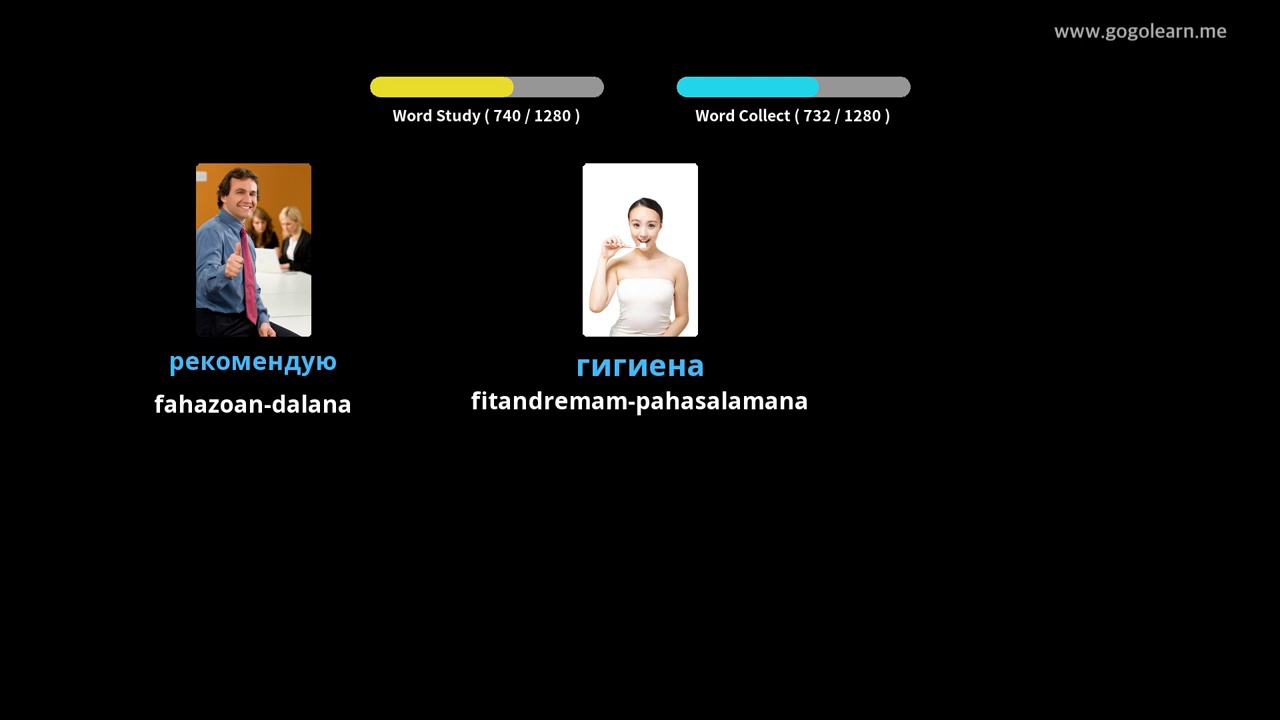 www.gogolearn.me
Word Study ( 740 / 1280 )
Word Collect ( 732 / 1280 )
рекомендую
fahazoan-dalana
гигиена
fitandremam-pahasalamana